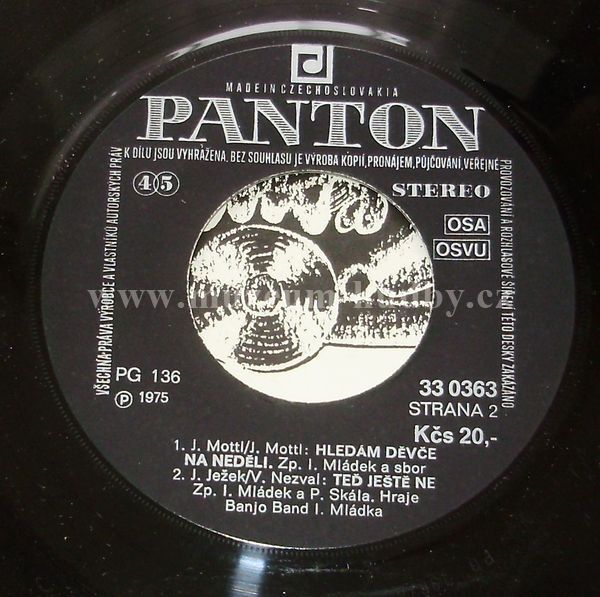 MADE IN CZECHOSLOVAKIA
PANTON
VŠECHNA PRÁVA VÝROBCE A VLASTNÍKŮ AUTORSKÝCH PRÁV K DÍLU JSOU VYHRAŽENA, BEZ SOUHLASU JE VÝROBA KOPIÍ, PRONÁJEM, PŮJČOVÁNÍ, VEŘEJNÉ PROVOZOVÁNÍ A ROZHLASOVÉ ŠÍŘENÍ TÉTO DESKY ZAKÁZÁNO
45
STEREO
OSA
OSVU
PG 136
Ⓟ 1975
33 0363
STRANA 2
Kčs 20,-
1. J. Mottl/J. Mottl: HLEDÁM DĚVČE
NA NEDĚLI. Zp. I. Mládek a sbor
2. J. Ježek/V. Nezval: TEĎ JEŠTĚ NE
Zp. I. Mládek a P. Skála. Hraje
Banjo Band I. Mládka